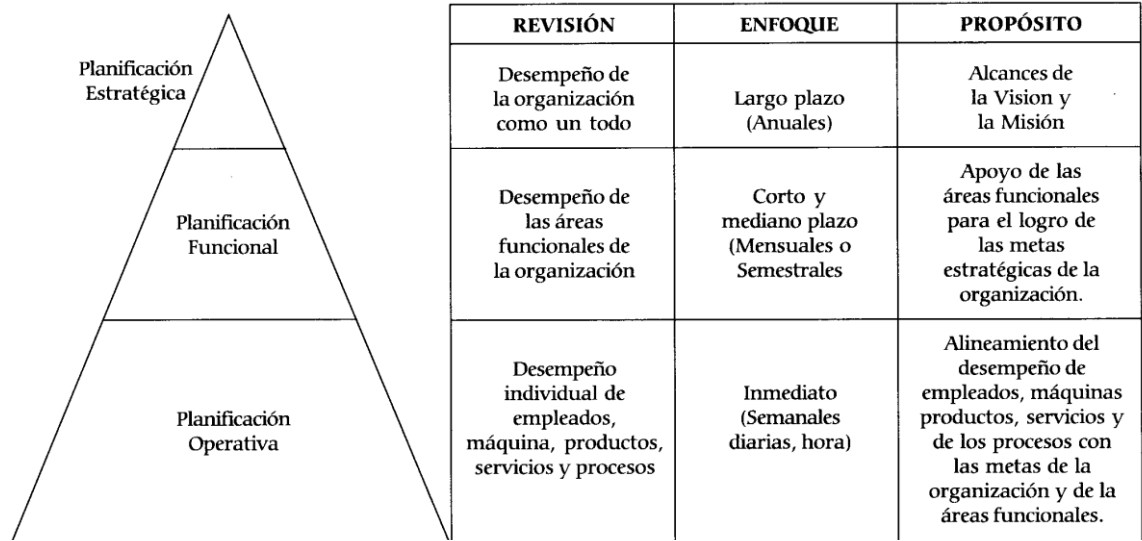 Planificación
Estratégica
Planificación
Funcional
Planificación
Operativa
REVISIÓN
ENFOQUE
PROPÓSITO
Desempeño de
la organización
como un todo
Largo plazo
(Anuales)
Alcances de
la Vision y
la Misión
Desempeño de
las áreas
funcionales de
la organización
Corto y
mediano plazo
(Mensuales o
Semestrales
Apoyo de las
áreas funcionales
para el logro de
las metas
estratégicas de la
organización.
Desempeño
individual de
empleados,
máquina, productos,
servicios y procesos
Inmediato
(Semanales
diarias, hora)
Alineamiento del
desempeño de
empleados, máquinas
productos, servicios y
de los procesos con
las metas de la
organización y de la
áreas funcionales.